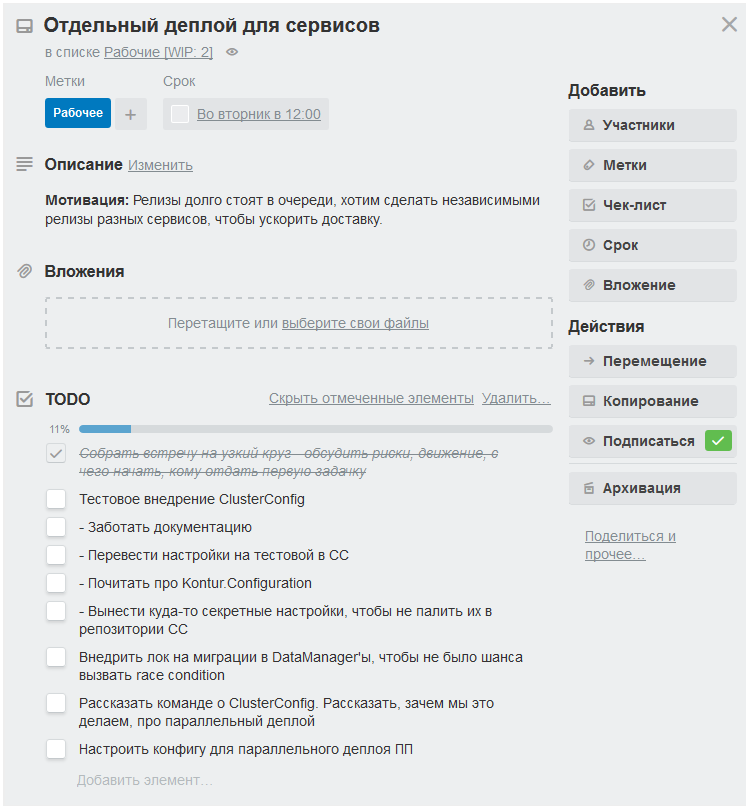 Отдельный деплой для сервисов
в списке Рабочие [WIP: 2]
Метки
Срок
Рабочее
+
Во вторник в 12:00
Описание Изменить
Мотивация: Релизы долго стоят в очереди, хотим сделать независимыми
релизы разных сервисов, чтобы ускорить доставку.
Вложения
Перетащите или выберите свои файлы
TODO
Скрыть отмеченные элементы Удалить...
11%
Собрать встречу на узкий круг - обсудить риски, движение, с
чего начать, кому отдать первую задачку
Тестовое внедрение ClusterConfig
- Заботать документацию
- Перевести настройки на тестовой в CC
- Почитать про Kontur.Configuration
- Вынести куда-то секретные настройки, чтобы не палить их в
репозитории CC
Внедрить лок на миграции в DataManager'ы, чтобы не было шанса
вызвать race condition
Рассказать команде о ClusterConfig. Рассказать, зачем мы это
делаем, про параллельный деплой
Настроить конфигу для параллельного деплоя ПП
Добавить элемент...
Добавить
Участники
Метки
Чек-лист
Срок
Вложение
Действия
Перемещение
Копирование
Подписаться
Архивация
Поделиться и
прочее...